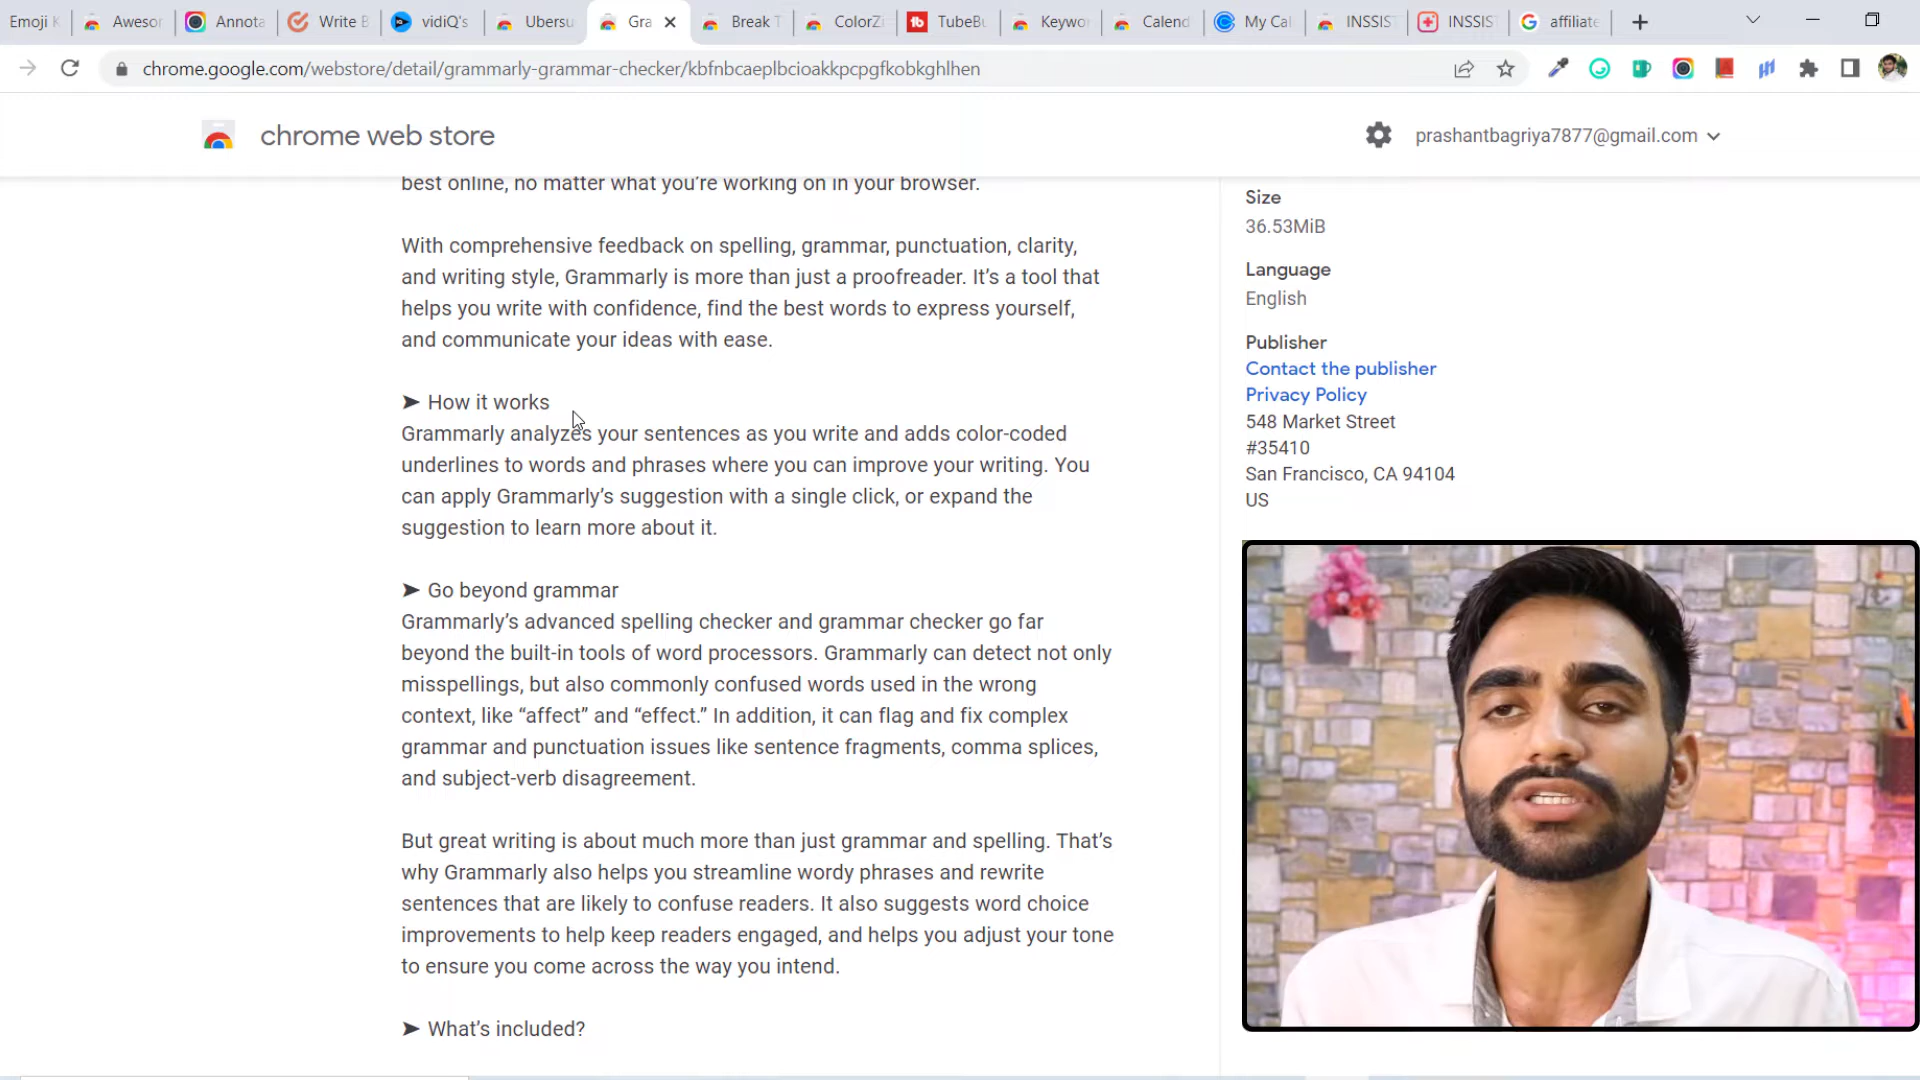 Emoji K
Aweson
Annota
Write B
vidiQ's
Ubersu
Gra
Break T
ColorZi
TubeBu
Keywor
Calend
My Cal
INSSIST
INSSIS
affiliate
chrome.google.com/webstore/detail/grammarly-grammar-checker/kbfnbcaeplbcioakkpcpgfkobkghlhen
chrome web store
prashantbagriya7877@gmail.com
best online, no matter what you're working on in your browser.
With comprehensive feedback on spelling, grammar, punctuation, clarity,
and writing style, Grammarly is more than just a proofreader. It's a tool that
helps you write with confidence, find the best words to express yourself,
and communicate your ideas with ease.
➤ How it works
Grammarly analyzes your sentences as you write and adds color-coded
underlines to words and phrases where you can improve your writing. You
can apply Grammarly's suggestion with a single click, or expand the
suggestion to learn more about it.
➤ Go beyond grammar
Grammarly's advanced spelling checker and grammar checker go far
beyond the built-in tools of word processors. Grammarly can detect not only
misspellings, but also commonly confused words used in the wrong
context, like “affect” and “effect.” In addition, it can flag and fix complex
grammar and punctuation issues like sentence fragments, comma splices,
and subject-verb disagreement.
But great writing is about much more than just grammar and spelling. That's
why Grammarly also helps you streamline wordy phrases and rewrite
sentences that are likely to confuse readers. It also suggests word choice
improvements to help keep readers engaged, and helps you adjust your tone
to ensure you come across the way you intend.
➤ What's included?
Size
36.53MiB
Language
English
Publisher
Contact the publisher
Privacy Policy
548 Market Street
#35410
San Francisco, CA 94104
US